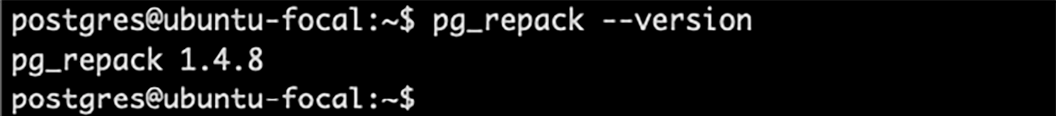 postgres@ubuntu-focal:~$ pg_repack --version
pg_repack 1.4.8
postgres@ubuntu-focal:~$